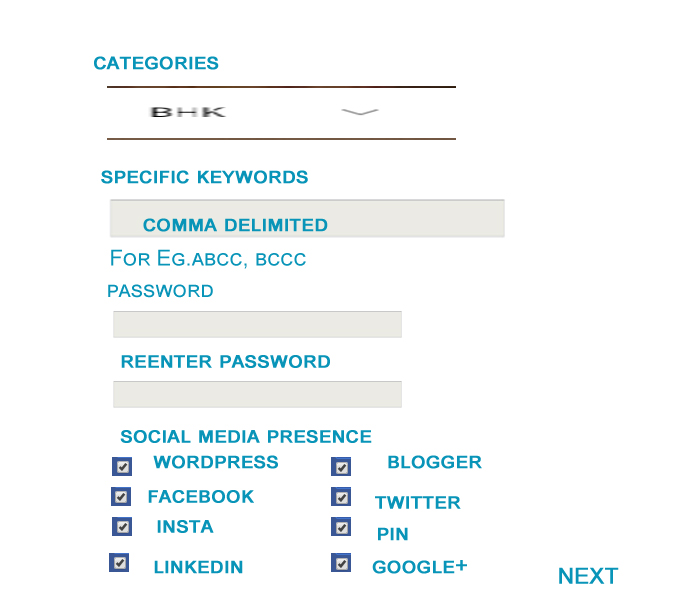 CATEGORIES
BHK
SPECIFIC KEYWORDS
COMMA DELIMITED
FOR EG.ABCC, BCCC
PASSWORD
REENTER PASSWORD
SOCIAL MEDIA PRESENCE
WORDPRESS BLOGGER
FACEBOOK TWITTER
INSTA PIN
LINKEDIN GOOGLE+
NEXT